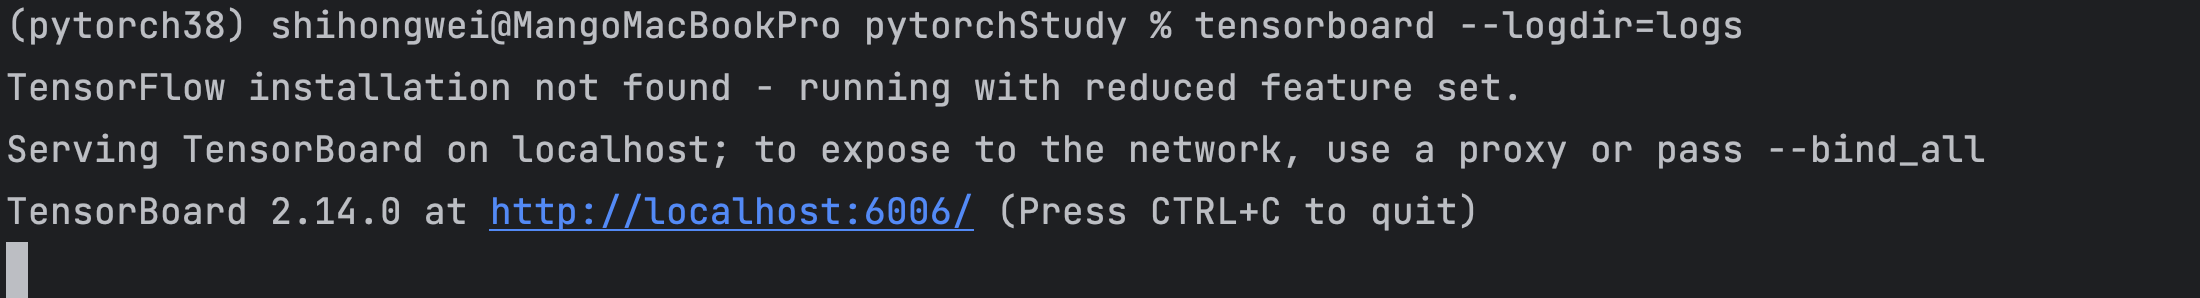 (pytorch38) shihongwei@MangoMacBookPro pytorchStudy % tensorboard --logdir=logs
TensorFlow installation not found - running with reduced feature set.
Serving TensorBoard on localhost; to expose to the network, use a proxy or pass --bind_all
TensorBoard 2.14.0 at http://localhost:6006/ (Press CTRL+C to quit)